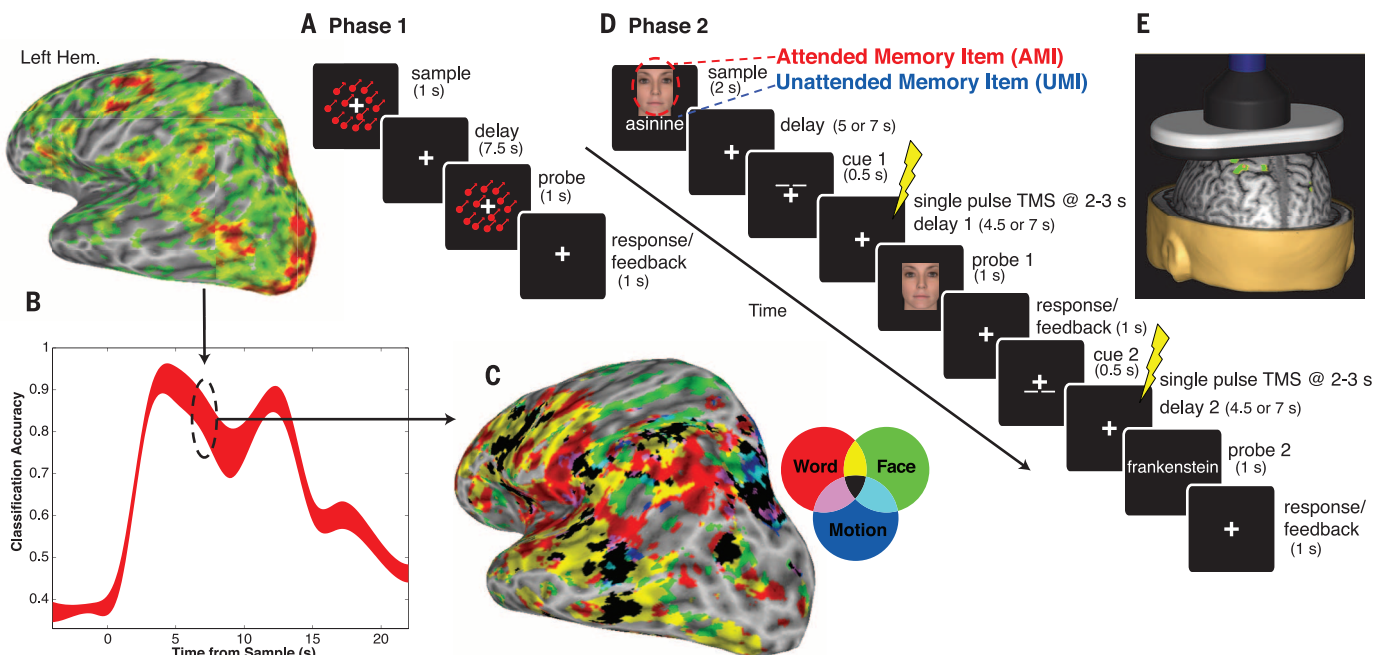 A Phase 1
Left Hem.
sample
(1 s)
delay
(7.5 s)
probe
(1 s)
response/
feedback
(1 s)
B
Classification Accuracy
1
0.9
0.8
0.7
0.6
0.5
0.4
0
5
10
15
20
Time from Sample (s)
C
Word
Face
Motion
D Phase 2
Attended Memory Item (AMI)
Unattended Memory Item (UMI)
asinine
sample
(2 s)
delay (5 or 7 s)
cue 1
(0.5 s)
single pulse TMS @ 2-3 s
delay 1 (4.5 or 7 s)
probe 1
(1 s)
Time
response/
feedback (1 s)
cue 2
(0.5 s)
single pulse TMS @ 2-3 s
delay 2 (4.5 or 7 s)
frankenstein
probe 2
(1 s)
response/
feedback
(1 s)
E